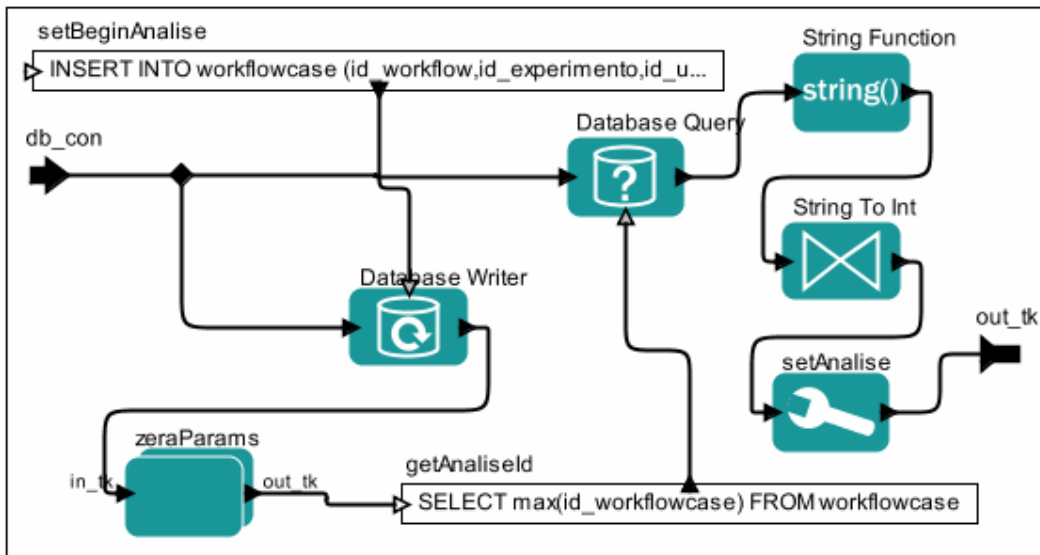 setBeginAnalise
INSERT INTO workflowcase (id_workflow,id_experimento,id_u...
String Function
string()
db_con
Database Query
?
String To Int
Database Writer
out_tk
setAnalise
zeraParams
in_tk
out_tk
getAnaliseId
SELECT max(id_workflowcase) FROM workflowcase